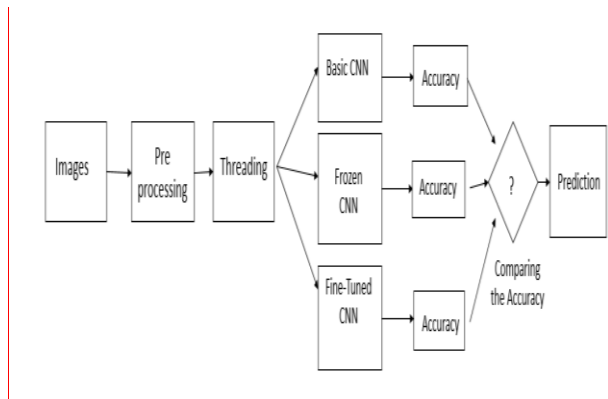 Images
Pre
processing
Threading
Basic CNN
Accuracy
Frozen
CNN
Accuracy
Fine-Tuned
CNN
Accuracy
?
Comparing
the Accuracy
Prediction